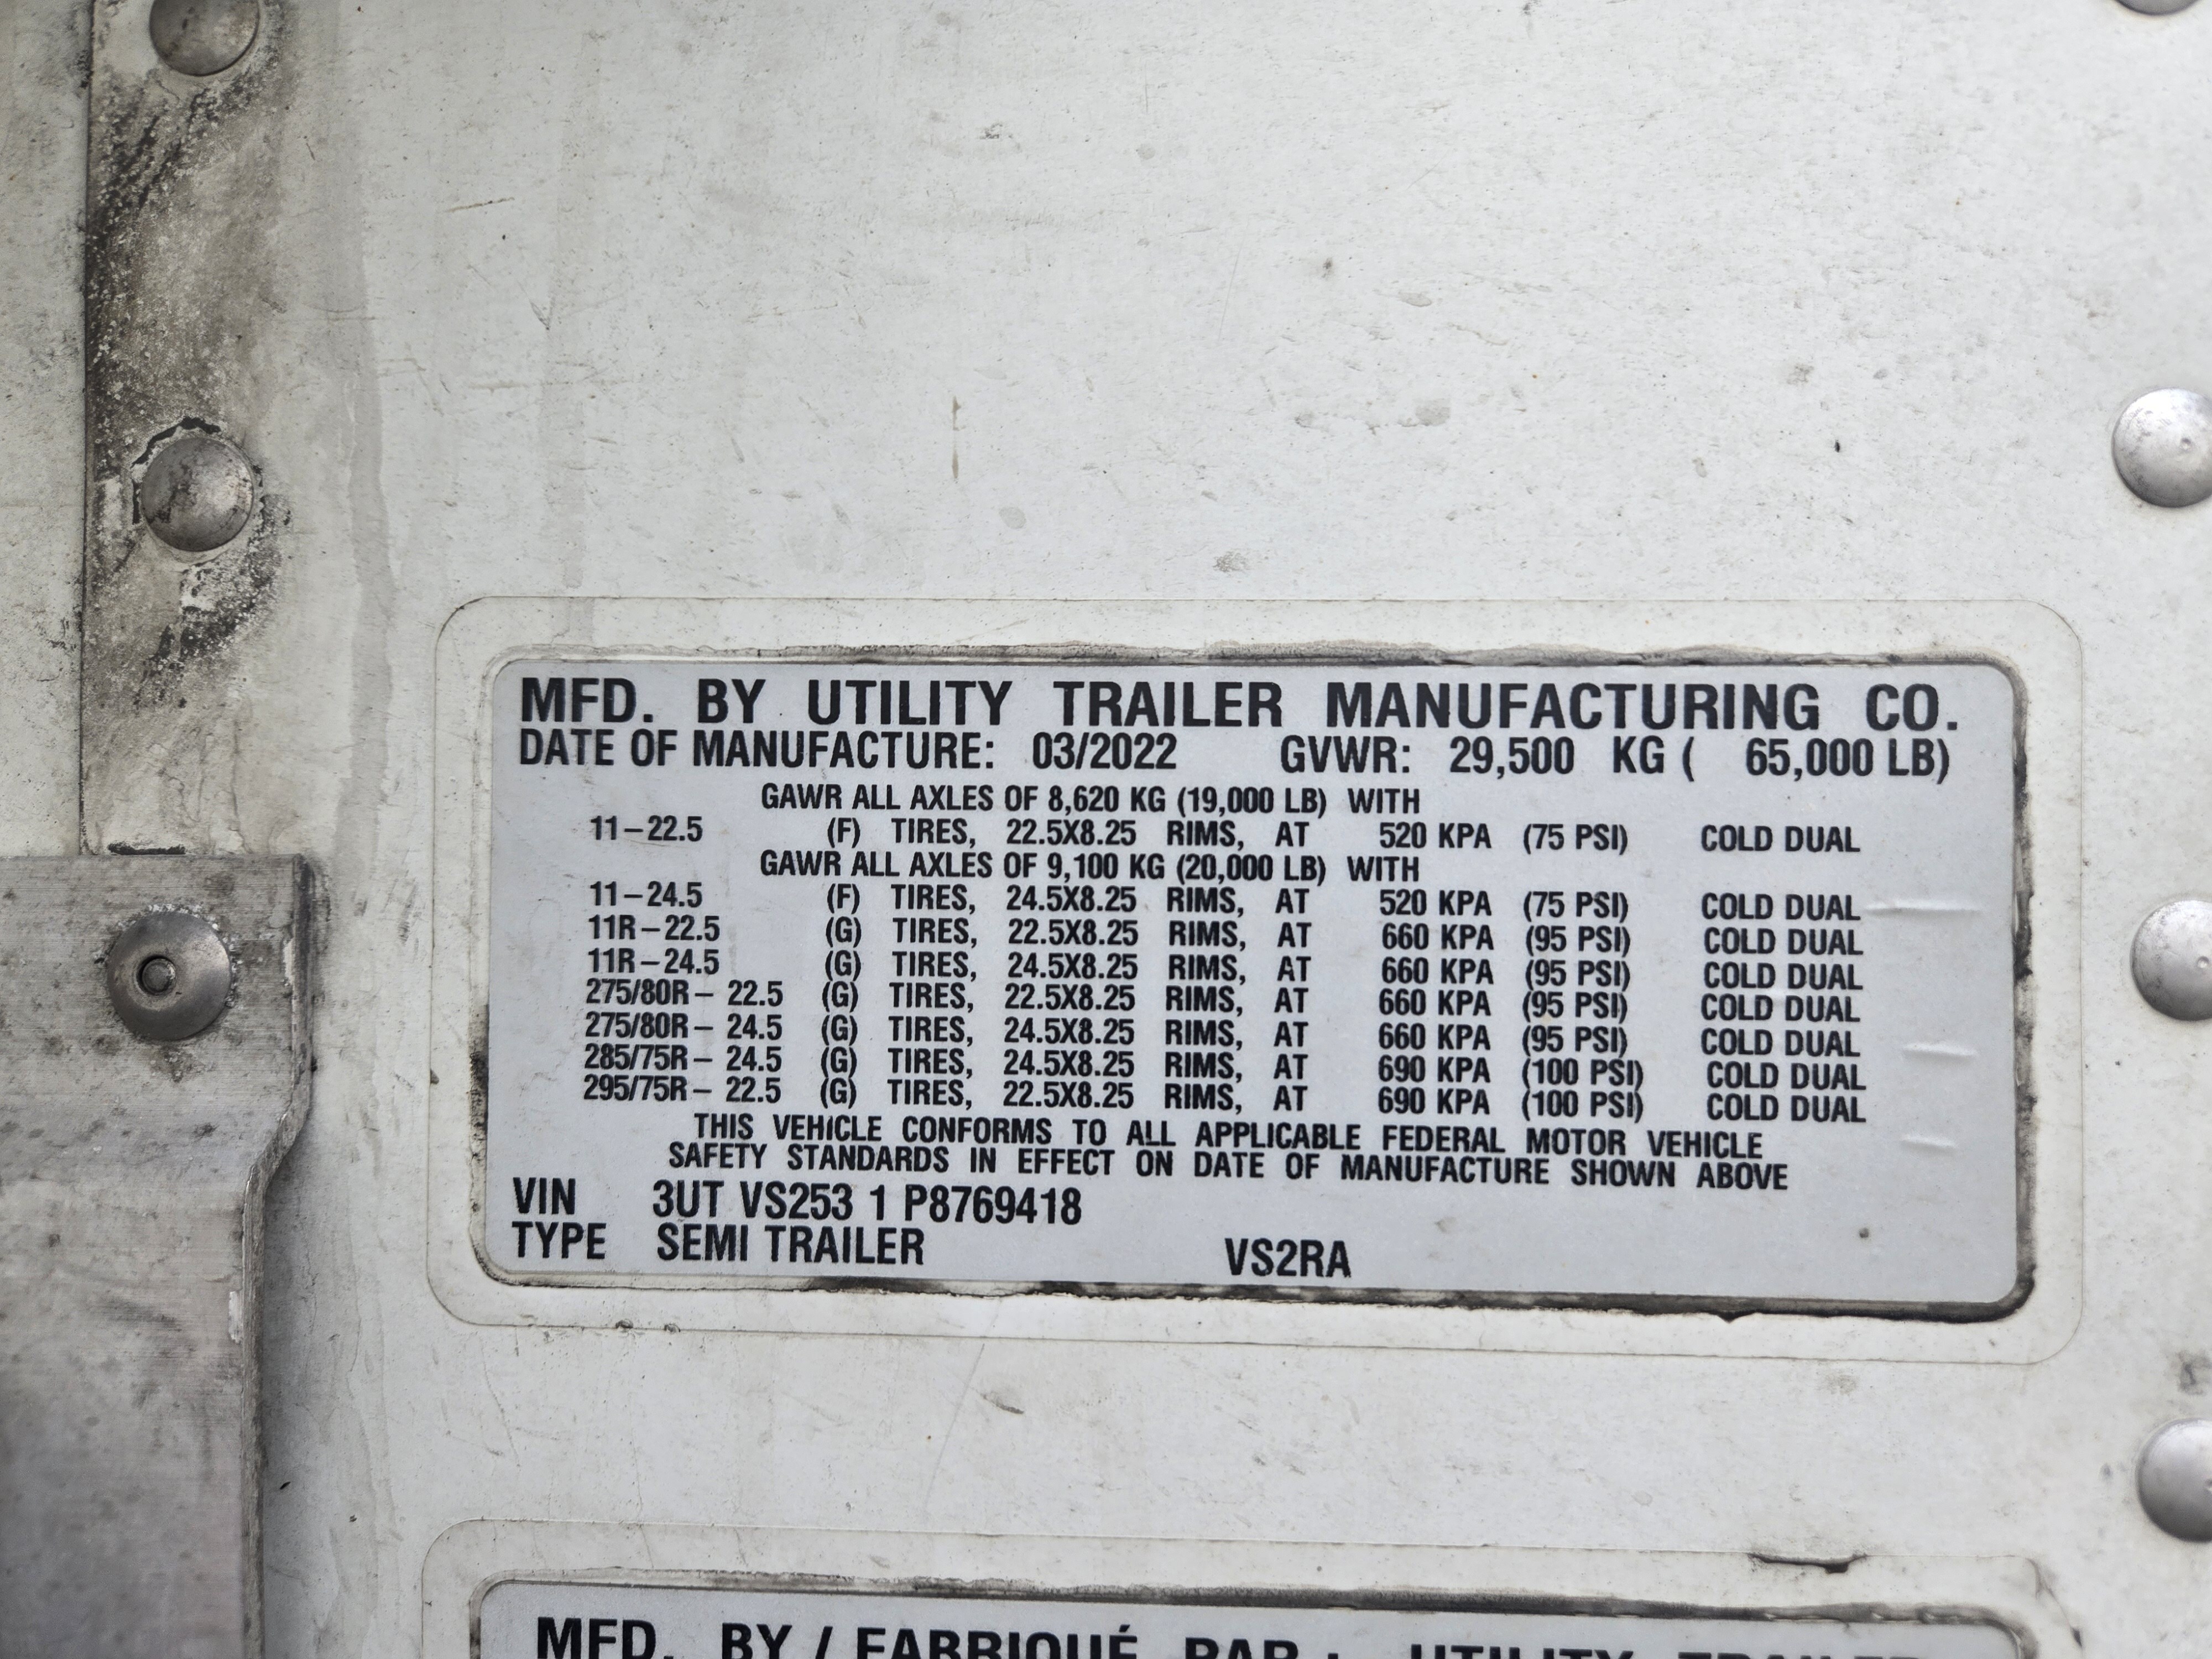 MFD. BY UTILITY TRAILER MANUFACTURING CO.
DATE OF MANUFACTURE: 03/2022 GVWR: 29,500 KG ( 65,000 LB)
GAWR ALL AXLES OF 8,620 KG (19,000 LB) WITH
11-22.5 (F) TIRES, 22.5X8.25 RIMS, AT 520 KPA (75 PSI) COLD DUAL
GAWR ALL AXLES OF 9,100 KG (20,000 LB) WITH
11-24.5 (F) TIRES, 24.5X8.25 RIMS, AT 520 KPA (75 PSI) COLD DUAL
11R-22.5 (G) TIRES, 22.5X8.25 RIMS, AT 660 KPA (95 PSI) COLD DUAL
11R-24.5 (G) TIRES, 24.5X8.25 RIMS, AT 660 KPA (95 PSI) COLD DUAL
275/80R- 22.5 (G) TIRES, 22.5X8.25 RIMS, AT 660 KPA (95 PSI) COLD DUAL
275/80R- 24.5 (G) TIRES, 24.5X8.25 RIMS, AT 660 KPA (95 PSI) COLD DUAL
285/75R- 24.5 (G) TIRES, 24.5X8.25 RIMS, AT 690 KPA (100 PSI) COLD DUAL
295/75R- 22.5 (G) TIRES, 22.5X8.25 RIMS, AT 690 KPA (100 PSI) COLD DUAL
THIS VEHICLE CONFORMS TO ALL APPLICABLE FEDERAL MOTOR VEHICLE
SAFETY STANDARDS IN EFFECT ON DATE OF MANUFACTURE SHOWN ABOVE
VIN 3UT VS253 1 P8769418
TYPE SEMI TRAILER VS2RA
MFD. BY / FABRIQUÉ PAR : UTILITY TRAILER